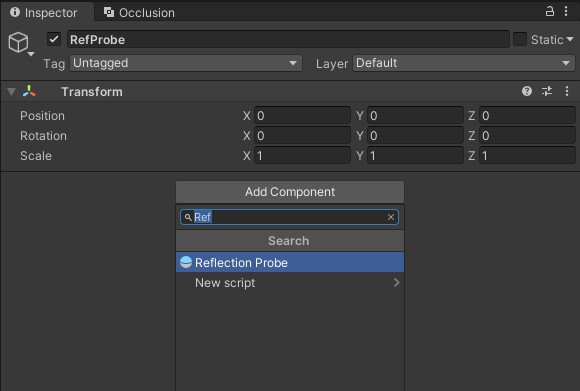 Inspector Occlusion
RefProbe Static
Tag Untagged Layer Default
Transform
Position X 0 Y 0 Z 0
Rotation X 0 Y 0 Z 0
Scale X 1 Y 1 Z 1
Add Component
Ref
Search
Reflection Probe
New script